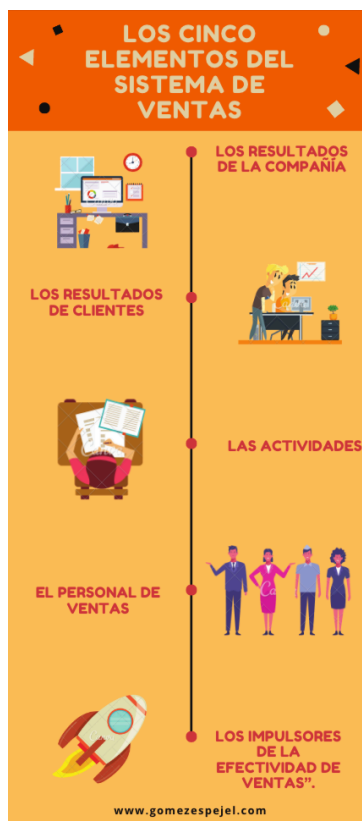 LOS CINCO
ELEMENTOS DEL
SISTEMA DE
VENTAS
LOS RESULTADOS
DE LA COMPAÑÍA
LOS RESULTADOS
DE CLIENTES
LAS ACTIVIDADES
EL PERSONAL DE
VENTAS
LOS IMPULSORES
DE LA
EFECTIVIDAD DE
VENTAS”.
www.gomezespejel.com